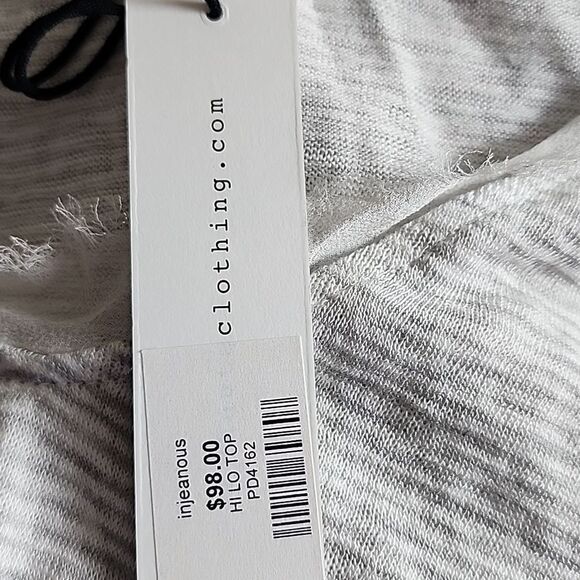 clothing.com
injeanous
$98.00
HI LO TOP
PD4162